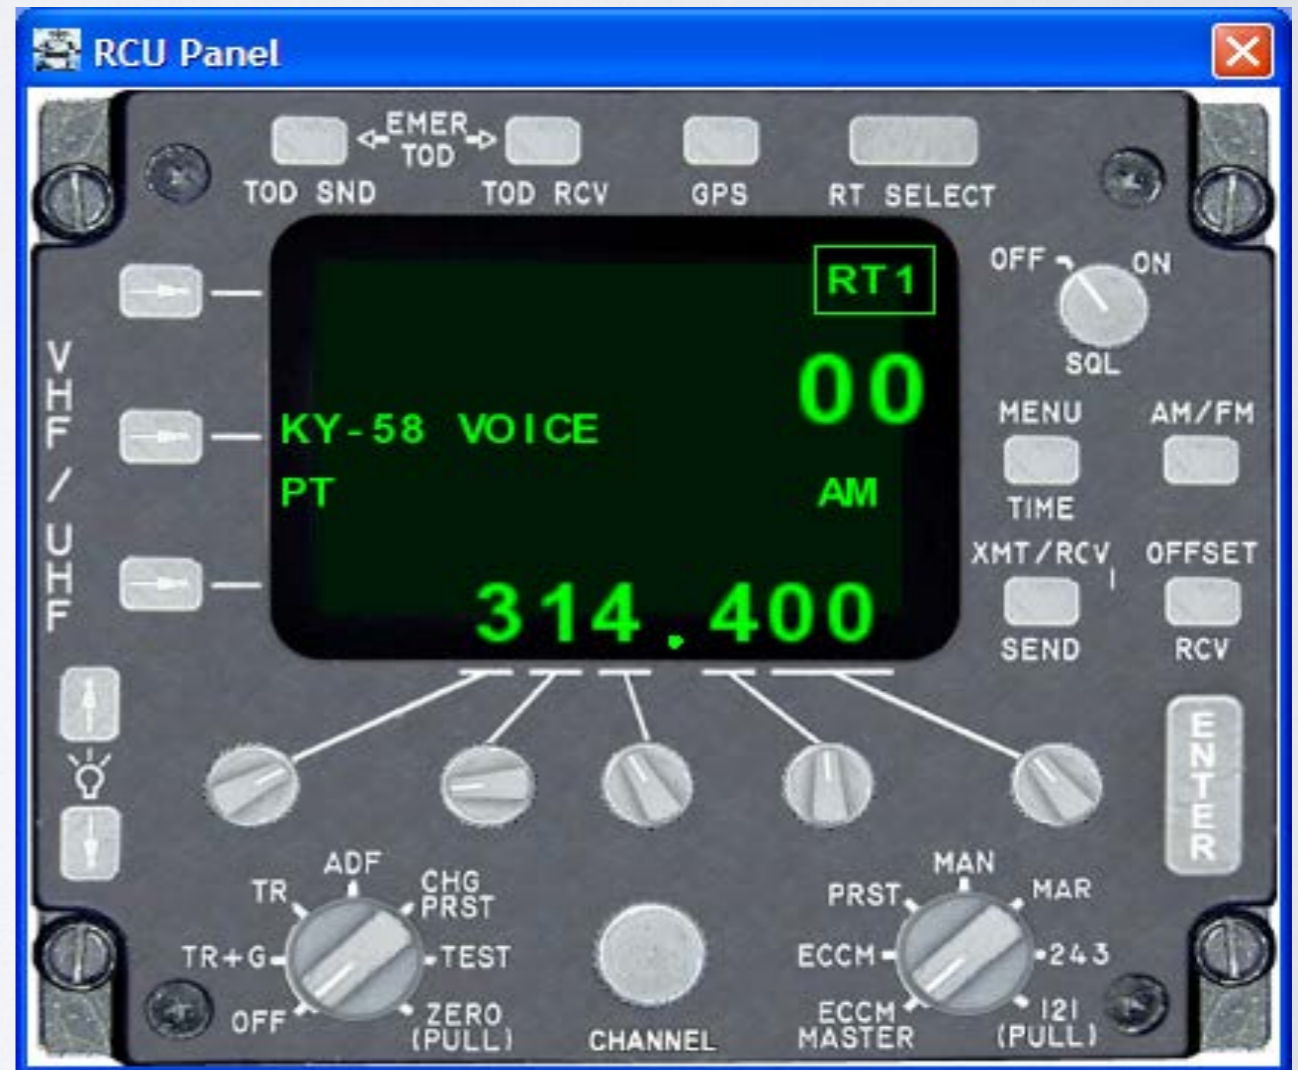 RCU Panel
EMER
TOD
TOD SND
TOD RCV
GPS
RT SELECT
VHF/UHF
RT1
00
KY-58 VOICE
PT
AM
314.400
OFF
ON
SQL
MENU
AM/FM
TIME
XMT/RCV
OFFSET
SEND
RCV
ENTER
ADF
TR
CHG
PRST
TR+G
TEST
OFF
ZERO
(PULL)
CHANNEL
MAN
PRST
MAR
ECCM
243
ECCM
MASTER
121
(PULL)